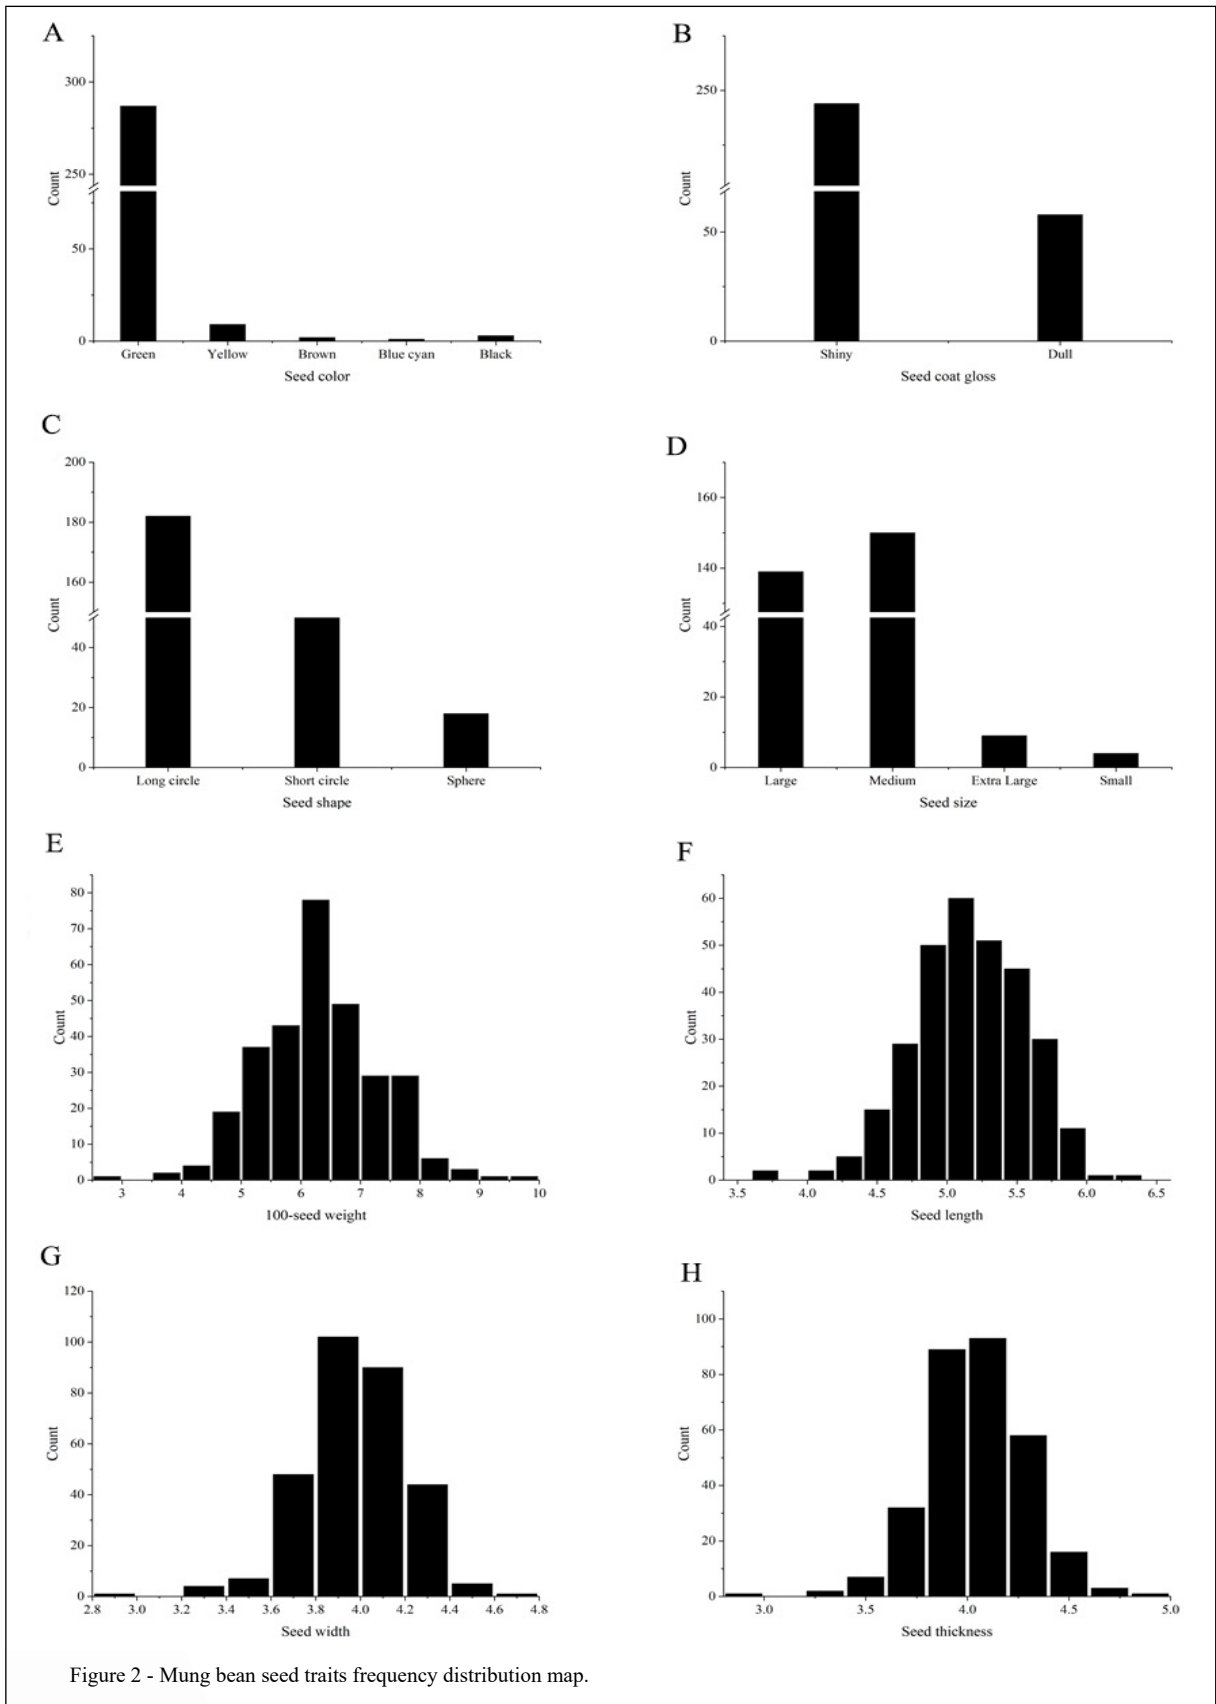 A
300
250
50
0
Count
Green Yellow Brown Blue cyan Black
Seed color
B
250
50
0
Count
Shiny Dull
Seed coat gloss
C
200
180
160
40
20
0
Count
Long circle Short circle Sphere
Seed shape
D
160
140
40
20
0
Count
Large Medium Extra Large Small
Seed size
E
80
70
60
50
40
30
20
10
0
Count
3 4 5 6 7 8 9 10
100-seed weight
F
60
50
40
30
20
10
0
Count
3.5 4.0 4.5 5.0 5.5 6.0 6.5
Seed length
G
120
100
80
60
40
20
0
Count
2.8 3.0 3.2 3.4 3.6 3.8 4.0 4.2 4.4 4.6 4.8
Seed width
H
100
80
60
40
20
0
Count
3.0 3.5 4.0 4.5 5.0
Seed thickness
Figure 2 - Mung bean seed traits frequency distribution map.